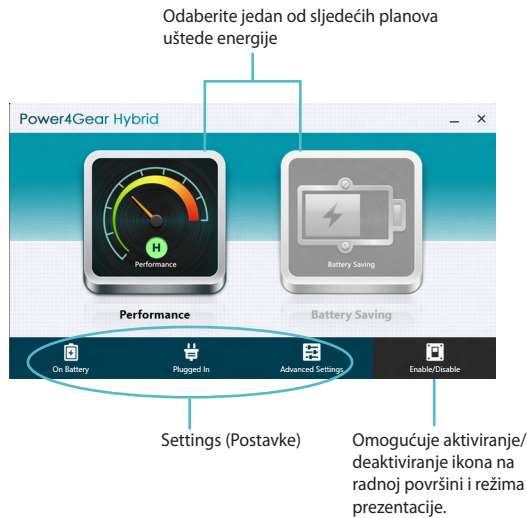 Odaberite jedan od sljedećih planova
uštede energije
Power4Gear Hybrid
H
Performance
Battery Saving
Performance
Battery Saving
On Battery
Plugged In
Advanced Settings
Enable/Disable
Settings (Postavke)
Omogućuje aktiviranje/
deaktiviranje ikona na
radnoj površini i režima
prezentacije.